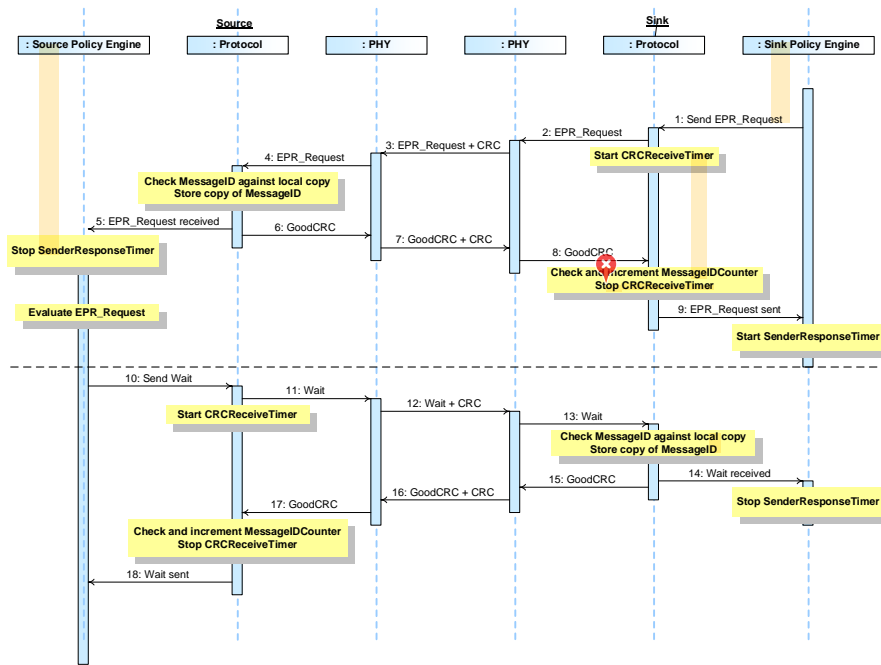 Source
Sink
: Source Policy Engine
: Protocol
: PHY
: PHY
: Protocol
: Sink Policy Engine
1: Send EPR_Request
2: EPR_Request
3: EPR_Request + CRC
Start CRCReceiveTimer
4: EPR_Request
Check MessageID against local copy
Store copy of MessageID
5: EPR_Request received
6: GoodCRC
7: GoodCRC + CRC
Stop SenderResponseTimer
8: GoodCRC
Check and increment MessageIDCounter
Stop CRCReceiveTimer
Evaluate EPR_Request
9: EPR_Request sent
Start SenderResponseTimer
10: Send Wait
11: Wait
12: Wait + CRC
Start CRCReceiveTimer
13: Wait
Check MessageID against local copy
Store copy of MessageID
14: Wait received
15: GoodCRC
16: GoodCRC + CRC
Stop SenderResponseTimer
17: GoodCRC
Check and increment MessageIDCounter
Stop CRCReceiveTimer
18: Wait sent